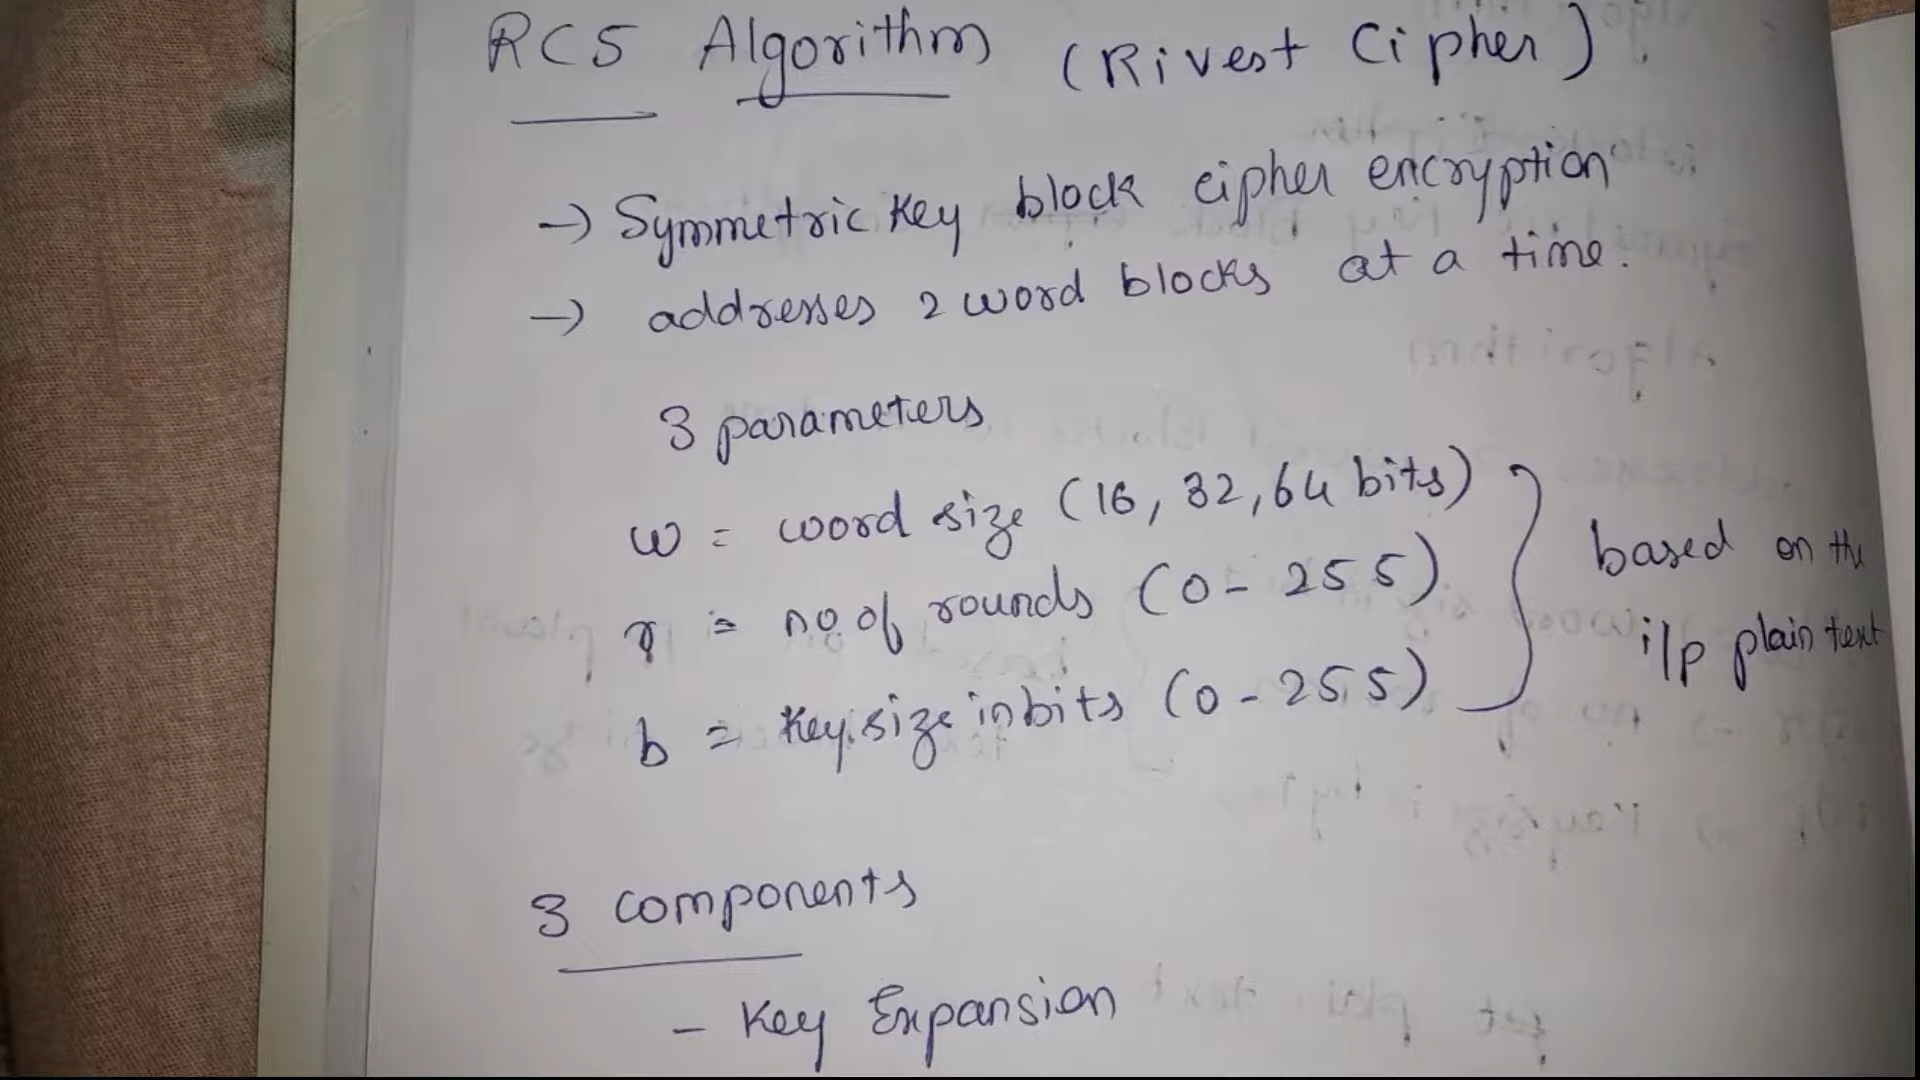 RC5 Algorithm (Rivest Cipher).
→ Symmetric Key block cipher encryption
→ addresses 2 word blocks at a time.
3 parameters
w = word size (16, 32, 64 bits)
r = no. of rounds (0 - 255)
b = Key size in bits (0 - 255)
based on the
i/p plain text
3 components
- Key Expansion